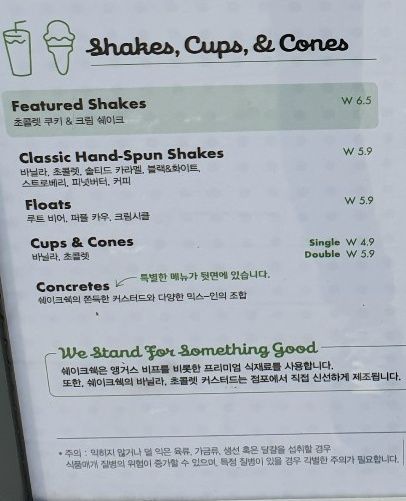 Shakes, Cups, & Cones
Featured Shakes W 6.5
초콜렛 쿠키 & 크림 쉐이크
Classic Hand-Spun Shakes W 5.9
바닐라, 초콜렛, 솔티드 카라멜, 블랙&화이트,
스트로베리, 피넛버터, 커피
Floats W 5.9
루트 비어, 퍼플 카우, 크림시클
Cups & Cones Single W 4.9
바닐라, 초콜렛 Double W 5.9
특별한 메뉴가 뒷면에 있습니다.
Concretes
쉐이크쉑의 쫀득한 커스터드와 다양한 믹스-인의 조합
We Stand For Something Good
쉐이크쉑은 앵거스 비프를 비롯한 프리미엄 식재료를 사용합니다.
또한, 쉐이크쉑의 바닐라, 초콜렛 커스터드는 점포에서 직접 신선하게 제조됩니다.
• 주의 : 익히지 않거나 덜 익은 육류, 가금류, 생선 혹은 달걀을 섭취할 경우
식품매개 질병의 위험이 증가할 수 있으며, 특정 질병이 있을 경우 각별한 주의가 필요합니다.